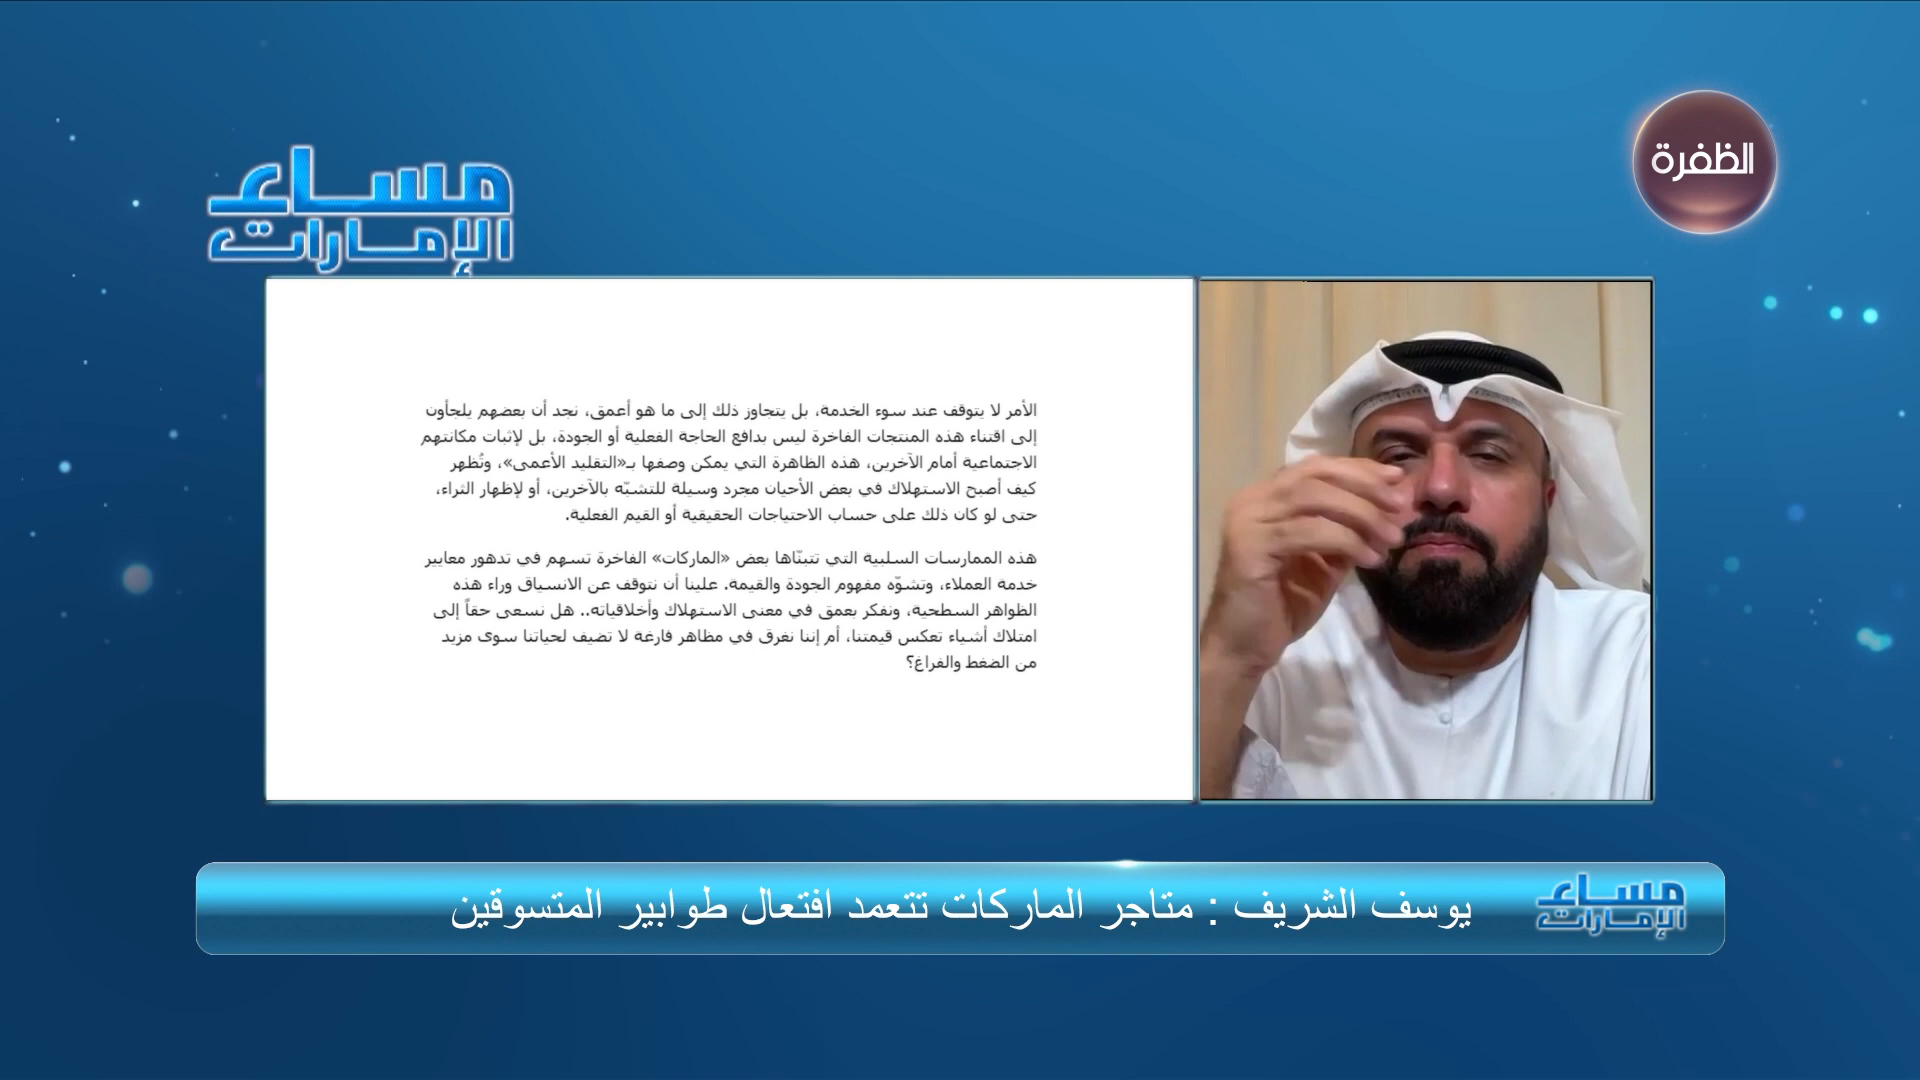 مساء
الإمارات
الظفرة
الأمر لا يتوقف عند سوء الخدمة، بل يتجاوز ذلك إلى ما هو أعمق، نجد أن بعضهم يلجأون
إلى اقتناء هذه المنتجات الفاخرة ليس بدافع الحاجة الفعلية أو الجودة، بل لإثبات مكانتهم
الاجتماعية أمام الآخرين، هذه الظاهرة التي يمكن وصفها بـ«التقليد الأعمى»، وتُظهر
كيف أصبح الاستهلاك في بعض الأحيان مجرد وسيلة للتشبّه بالآخرين، أو لإظهار الثراء،
حتى لو كان ذلك على حساب الاحتياجات الحقيقية أو القيم الفعلية.
هذه الممارسات السلبية التي تتبنّاها بعض «الماركات» الفاخرة تسهم في تدهور معايير
خدمة العملاء، وتشوّه مفهوم الجودة والقيمة. علينا أن نتوقف عن الانسياق وراء هذه
الظواهر السطحية، ونفكر بعمق في معنى الاستهلاك وأخلاقياته.. هل نسعى حقاً إلى
امتلاك أشياء تعكس قيمتنا، أم إننا نغرق في مظاهر فارغة لا تضيف لحياتنا سوى مزيد
من الضغط والفراغ؟
مساء
الإمارات
يوسف الشريف : متاجر الماركات تتعمد افتعال طوابير المتسوقين